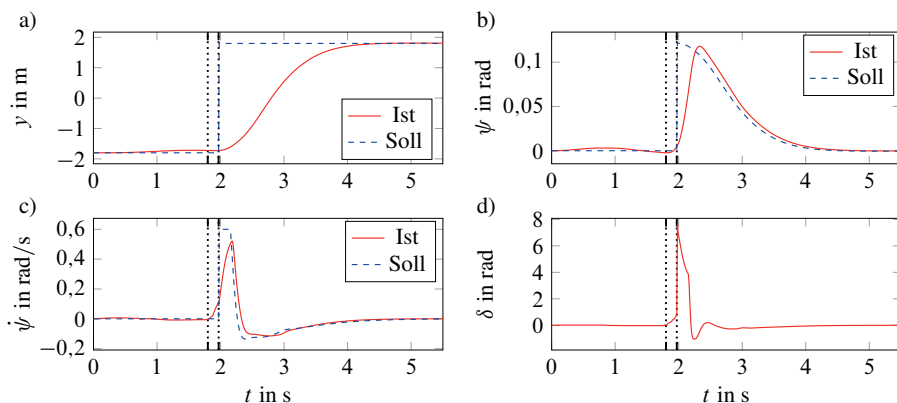 a)
y in m
2
1
0
−1
−2
0 1 2 3 4 5
Ist
Soll
b)
ψ in rad
0,1
0,05
0
0 1 2 3 4 5
Ist
Soll
c)
ψ̇ in rad/s
0,6
0,4
0,2
0
−0,2
0 1 2 3 4 5
t in s
Ist
Soll
d)
δ in rad
8
6
4
2
0
0 1 2 3 4 5
t in s